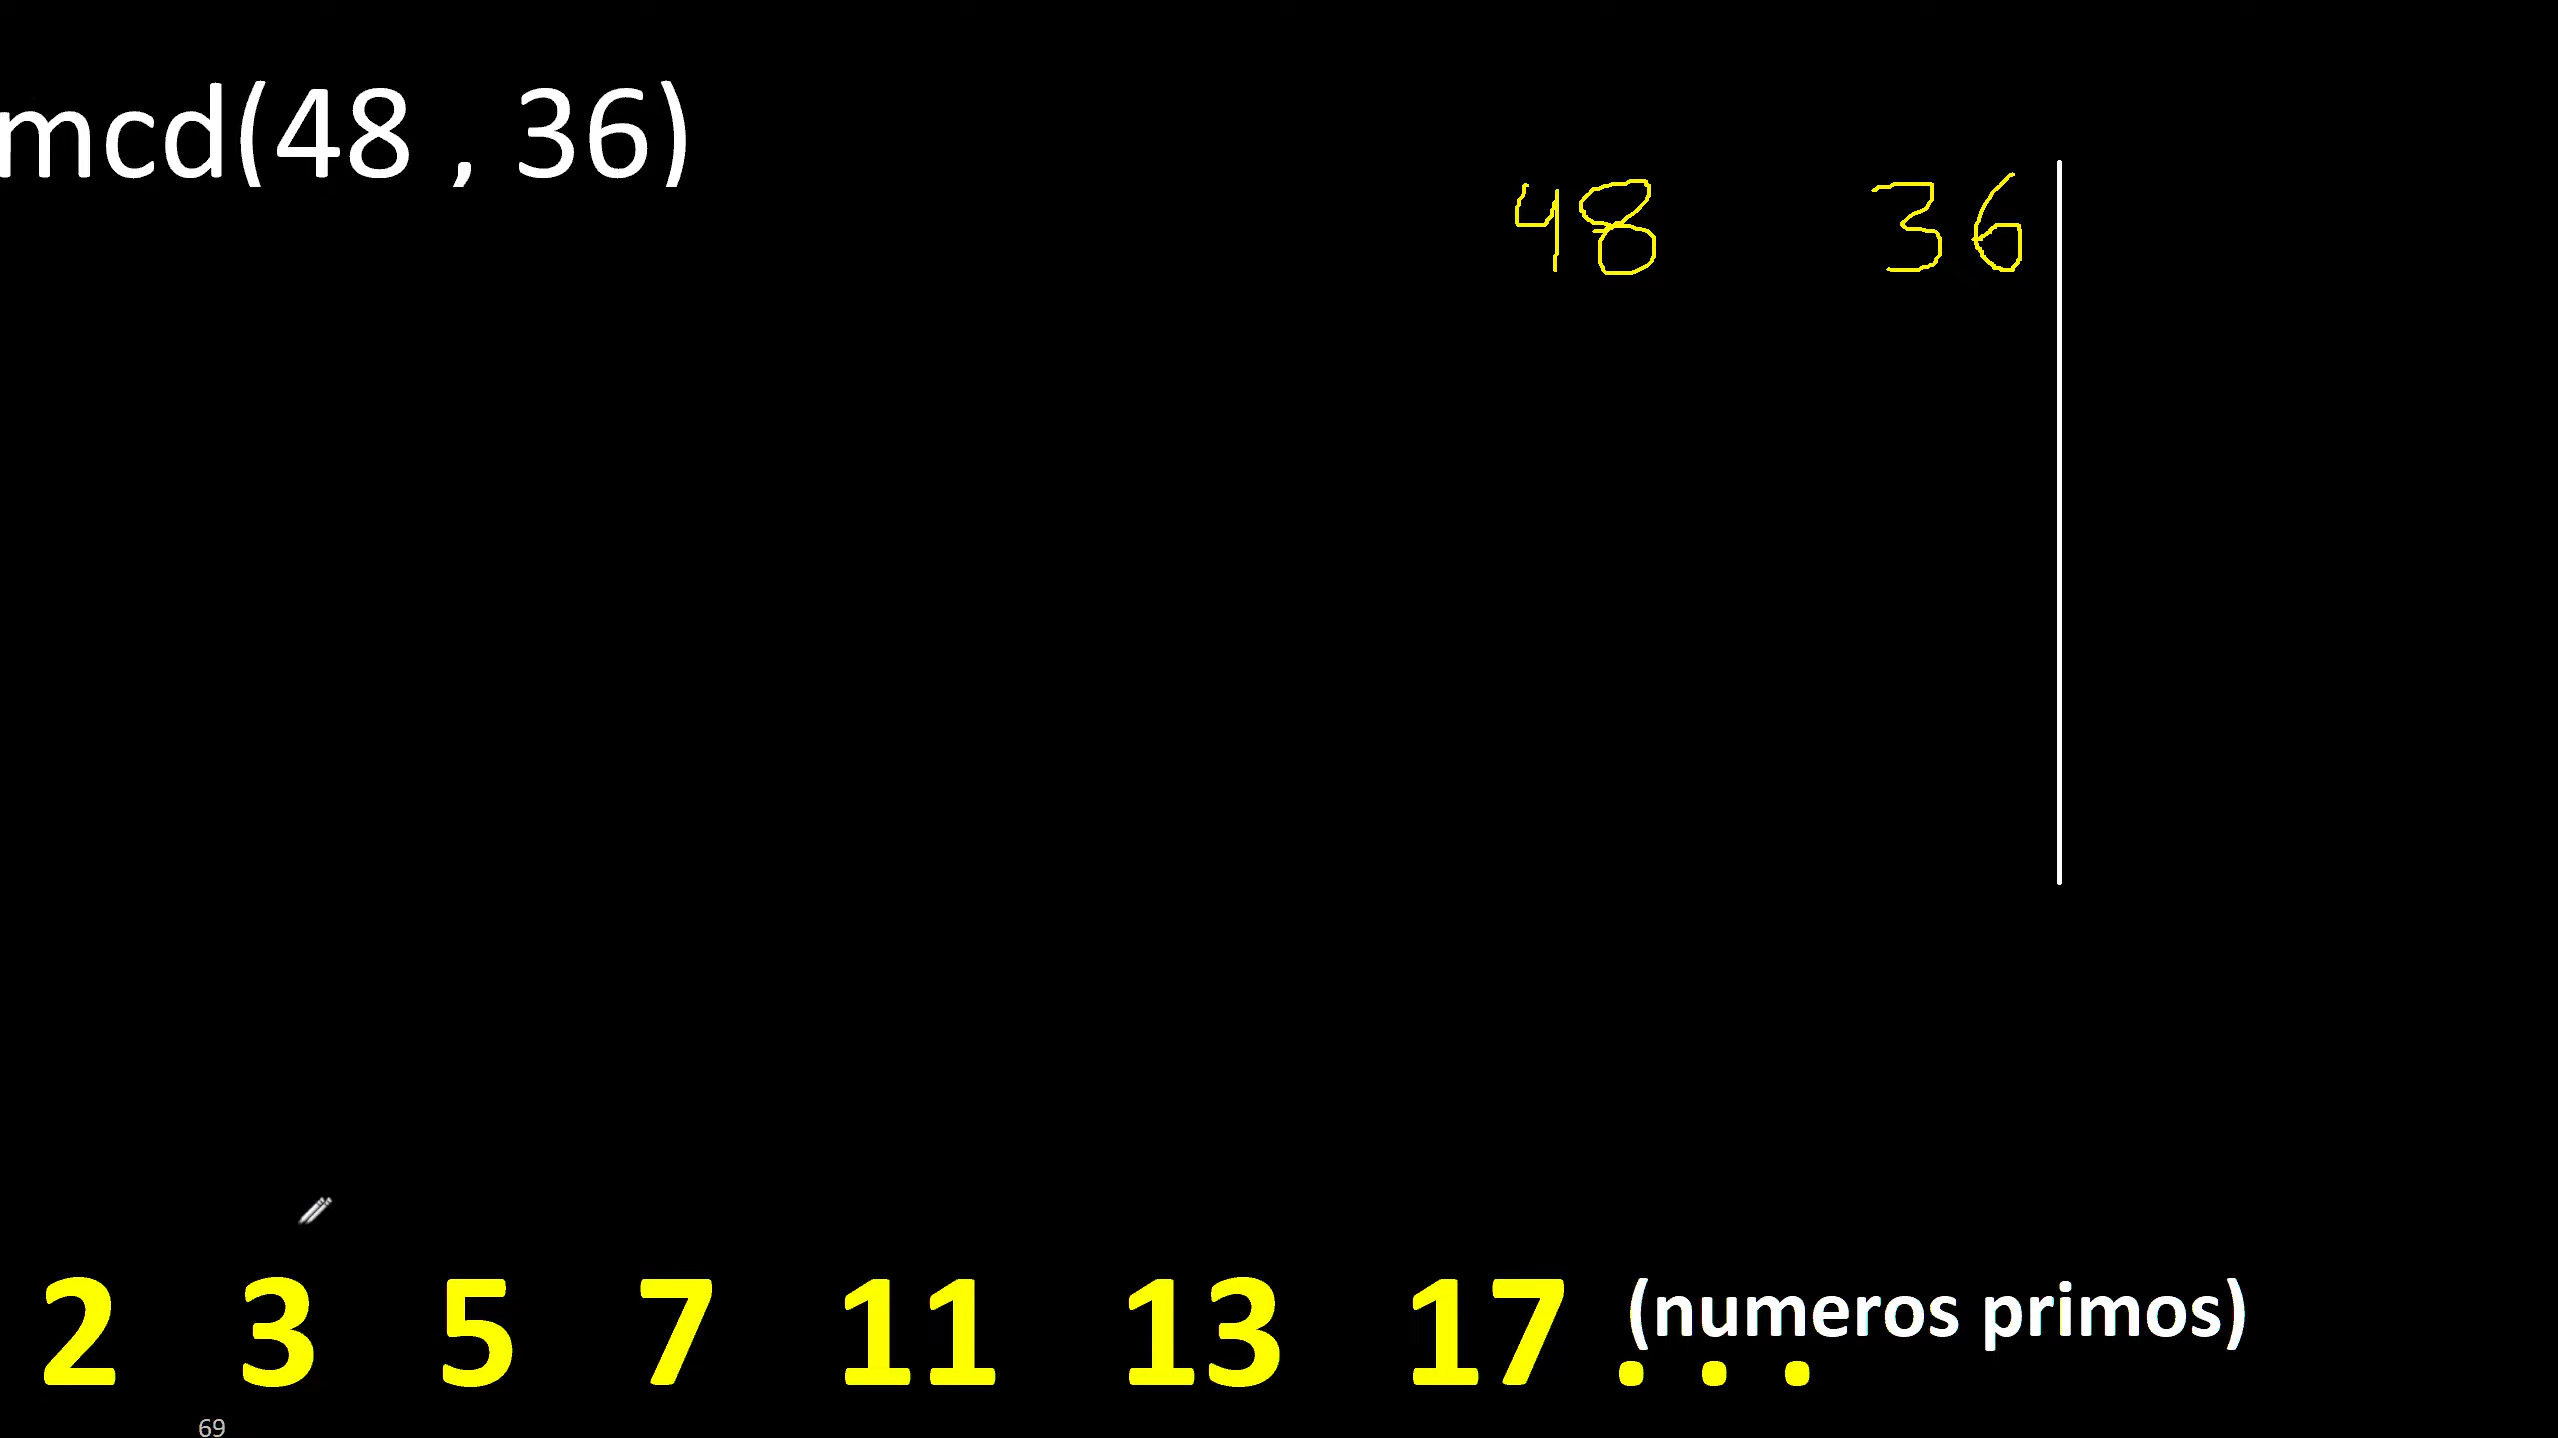 mcd(48 , 36)
48 36
2 3 5 7 11 13 17 . . . (numeros primos)
69